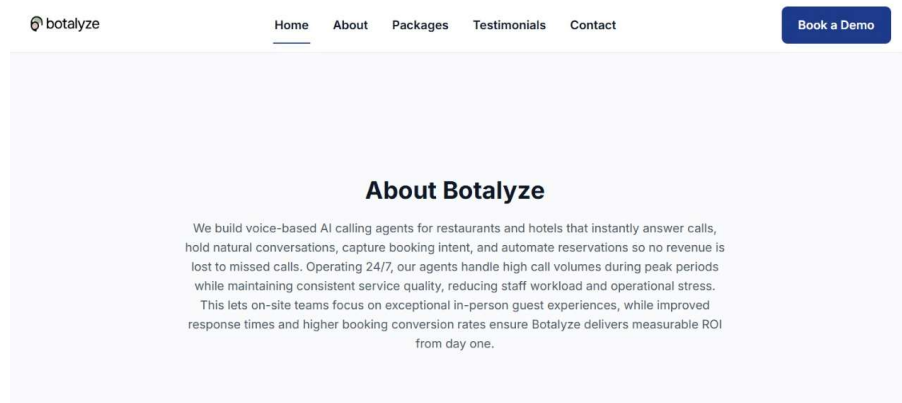 botalyze
Home About Packages Testimonials Contact
Book a Demo
About Botalyze
We build voice-based AI calling agents for restaurants and hotels that instantly answer calls,
hold natural conversations, capture booking intent, and automate reservations so no revenue is
lost to missed calls. Operating 24/7, our agents handle high call volumes during peak periods
while maintaining consistent service quality, reducing staff workload and operational stress.
This lets on-site teams focus on exceptional in-person guest experiences, while improved
response times and higher booking conversion rates ensure Botalyze delivers measurable ROI
from day one.